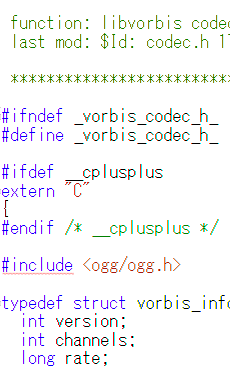 function: libvorbis codec
last mod: $Id: codec.h 1
*************************
#ifndef _vorbis_codec_h_
#define _vorbis_codec_h_
#ifdef __cplusplus
extern "C"
{
#endif /* __cplusplus */
#include <ogg/ogg.h>
typedef struct vorbis_info
int version;
int channels;
long rate;